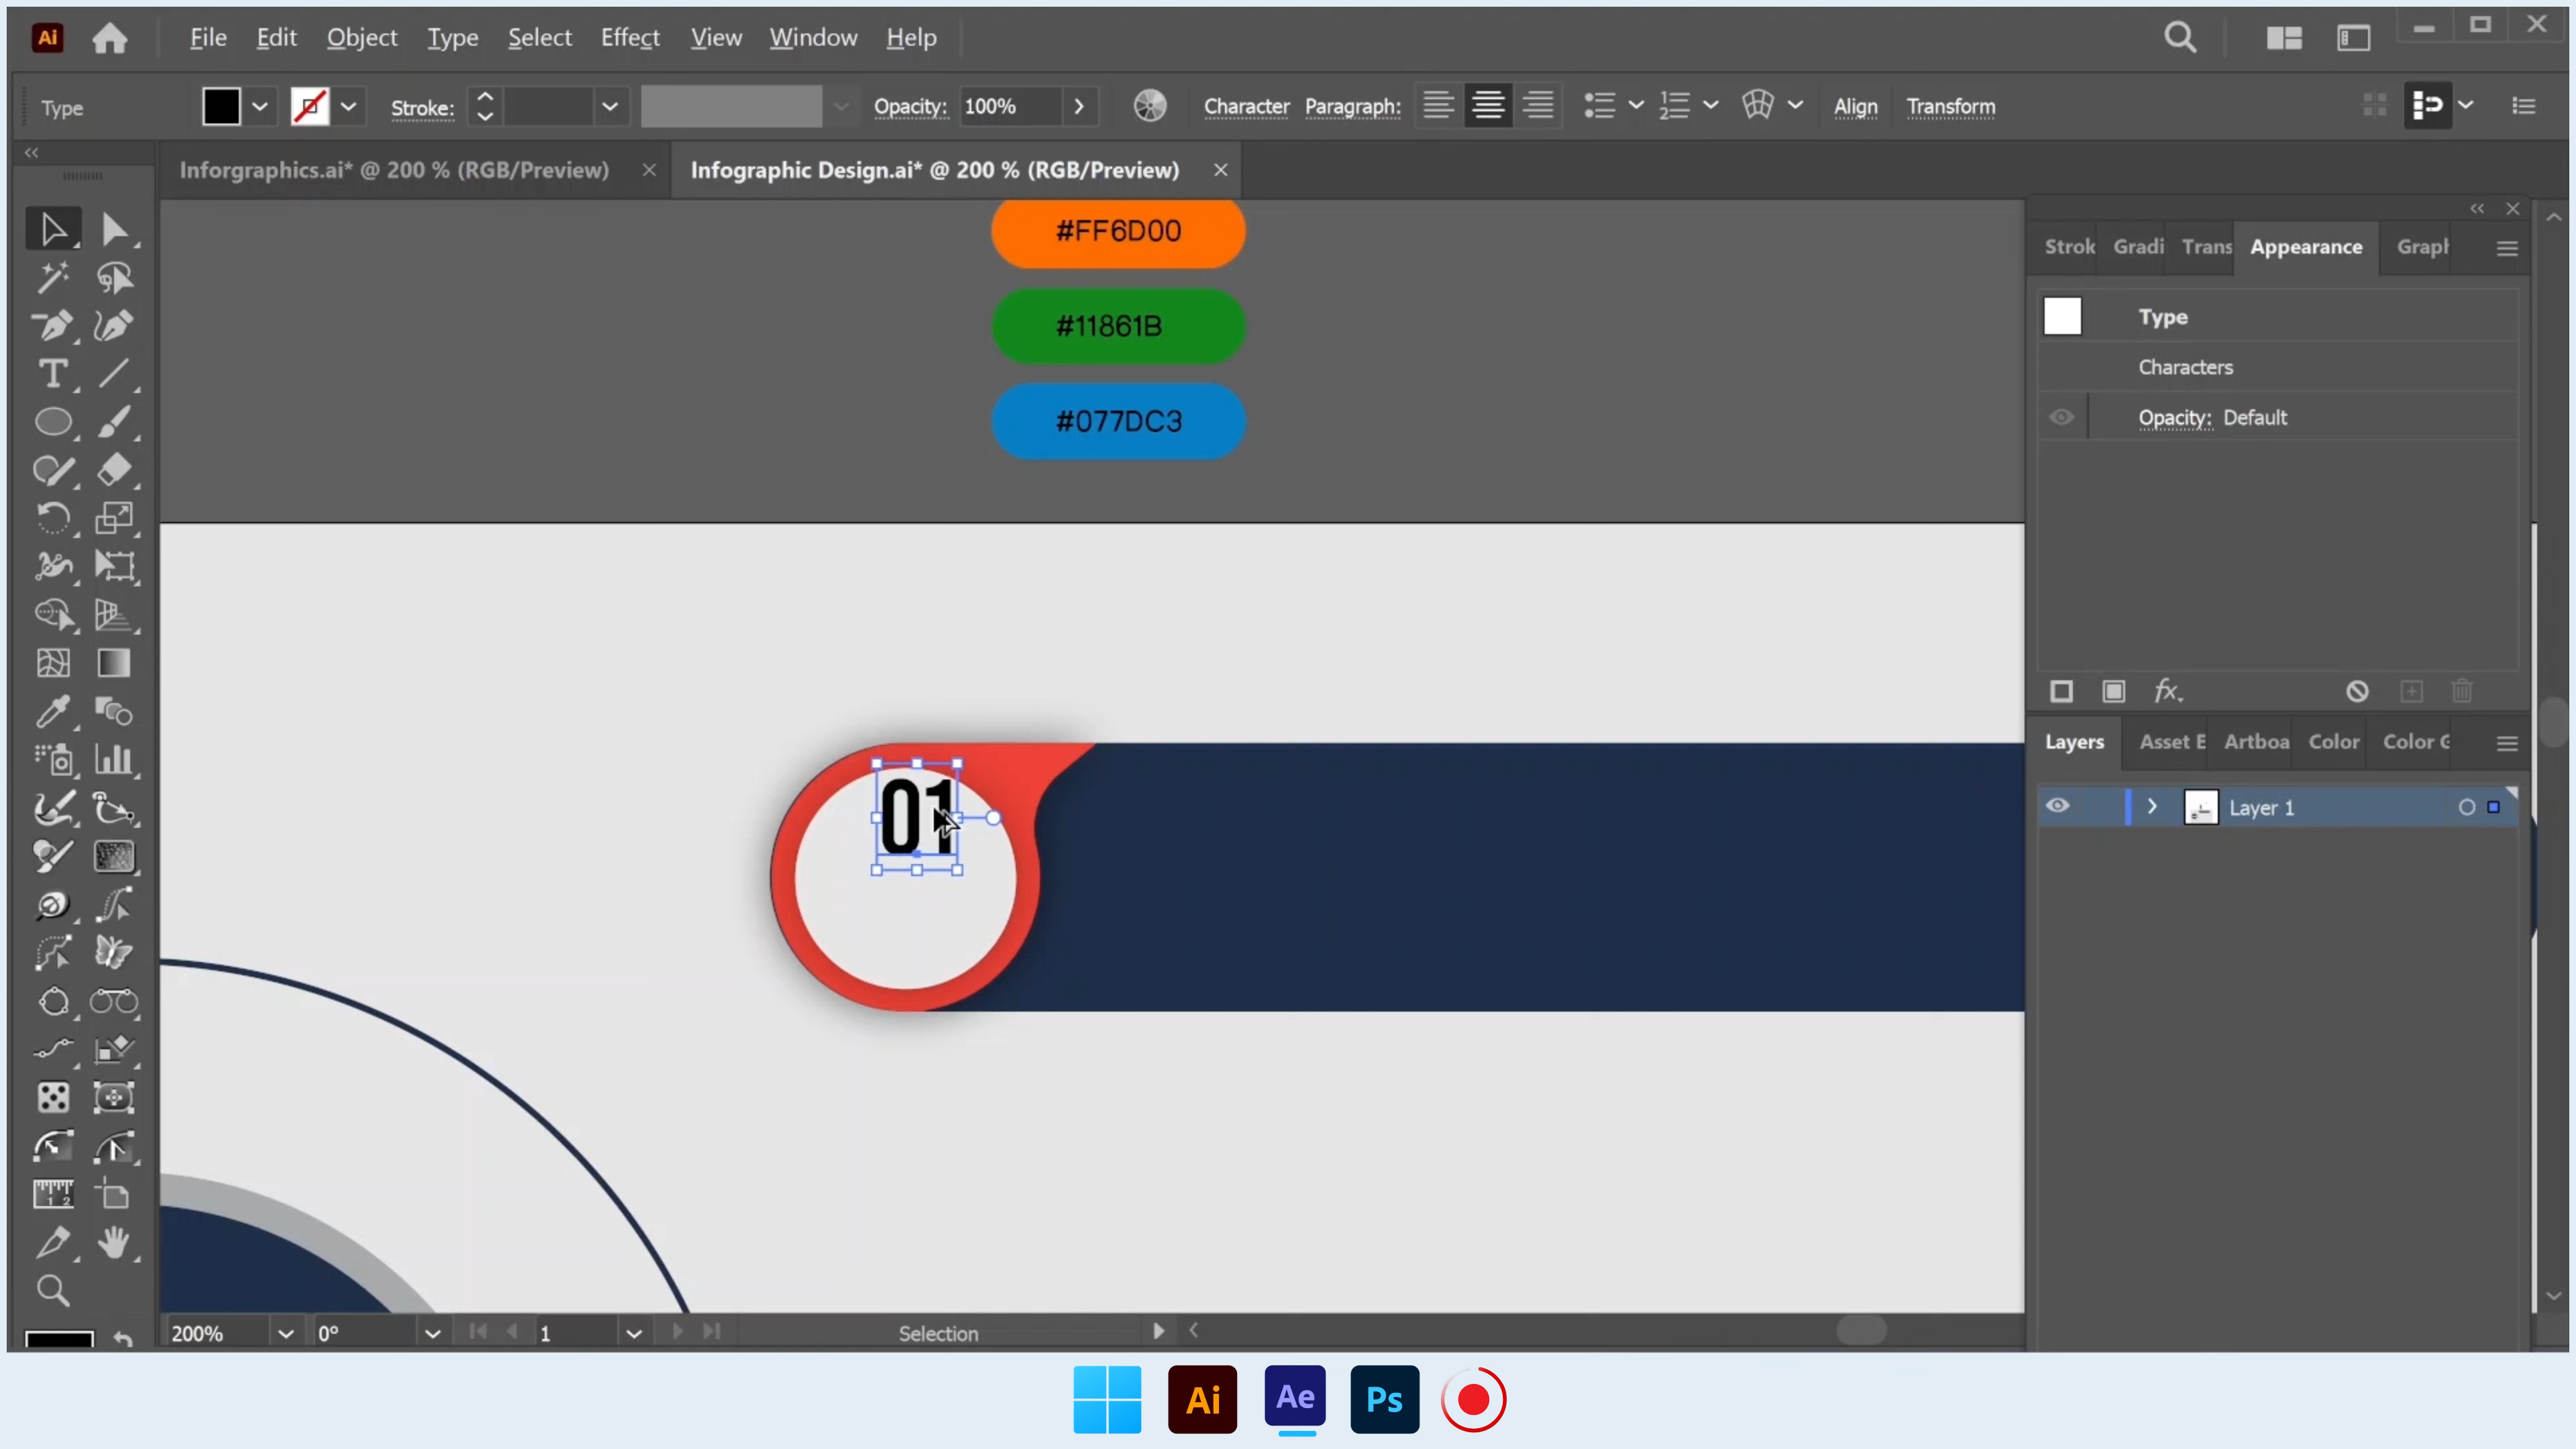 Ai File Edit Object Type Select Effect View Window Help
Type Stroke: Opacity: 100% Character Paragraph: Align Transform
Inforgraphics.ai* @ 200 % (RGB/Preview) Infographic Design.ai* @ 200 % (RGB/Preview)
#FF6D00
#11861B
#077DC3
01
Strok Gradi Trans Appearance Graph
Type
Characters
Opacity: Default
fx
Layers Asset E Artboa Color Color G
Layer 1
200% 0° 1 Selection
Ai Ae Ps